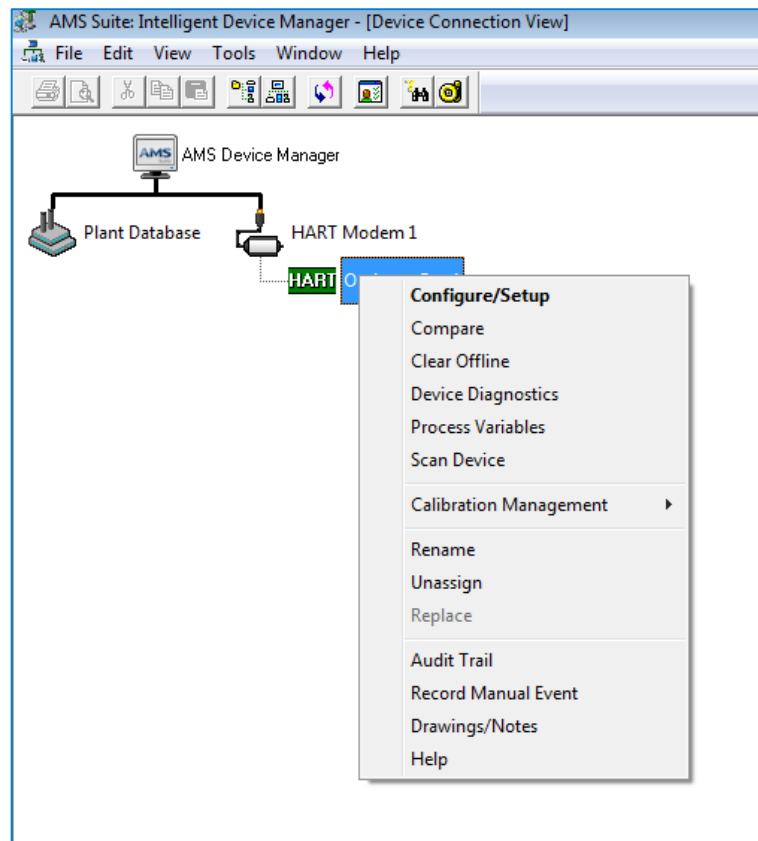 AMS Suite: Intelligent Device Manager - [Device Connection View]
File Edit View Tools Window Help
AMS AMS Device Manager
Plant Database
HART Modem 1
HART
Configure/Setup
Compare
Clear Offline
Device Diagnostics
Process Variables
Scan Device
Calibration Management
Rename
Unassign
Replace
Audit Trail
Record Manual Event
Drawings/Notes
Help